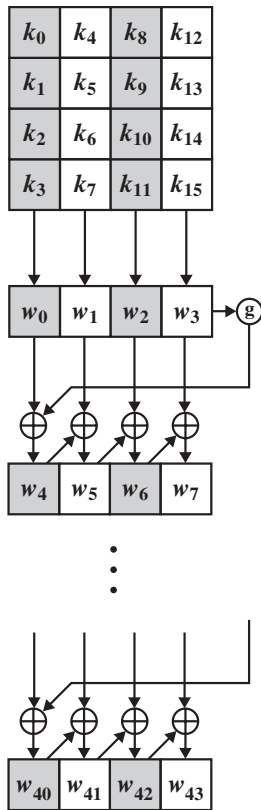 k₀ k₄ k₈ k₁₂
k₁ k₅ k₉ k₁₃
k₂ k₆ k₁₀ k₁₄
k₃ k₇ k₁₁ k₁₅
w₀ w₁ w₂ w₃ g
w₄ w₅ w₆ w₇
w₄₀ w₄₁ w₄₂ w₄₃